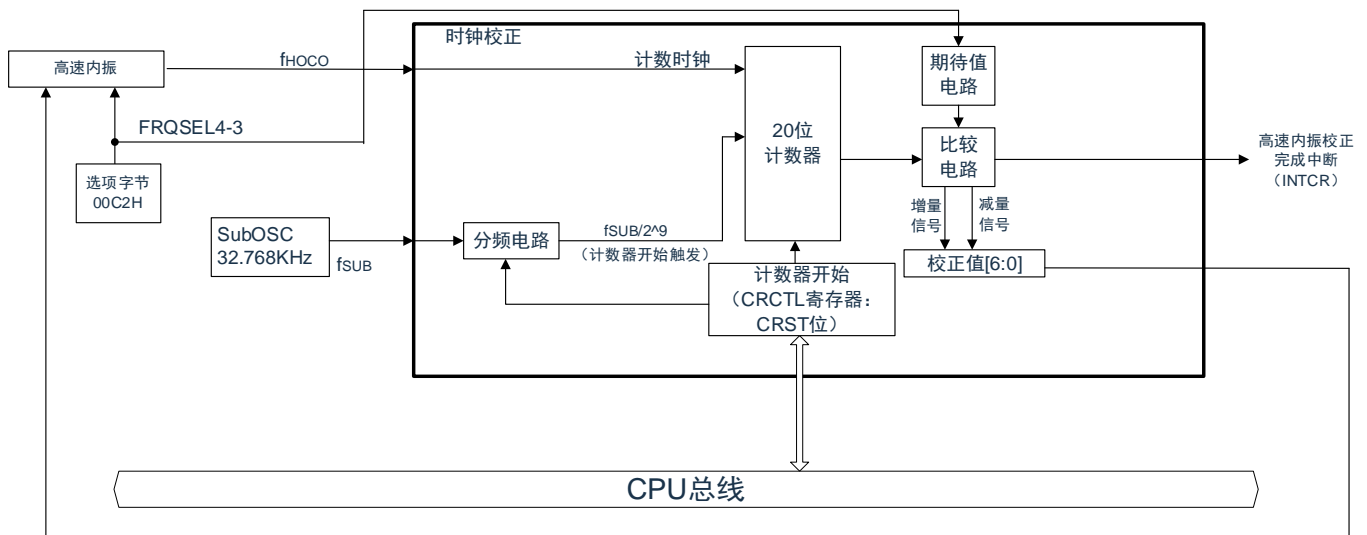 时钟校正
高速内振
fHOCO
计数时钟
期待值
电路
FRQSEL4-3
20位
计数器
比较
电路
高速内振校正
完成中断
（INTCR）
选项字节
00C2H
增量
信号
减量
信号
SubOSC
32.768KHz
fSUB
分频电路
fSUB/2^9
（计数器开始触发）
校正值[6:0]
计数器开始
（CRCTL寄存器：
CRST位）
CPU总线